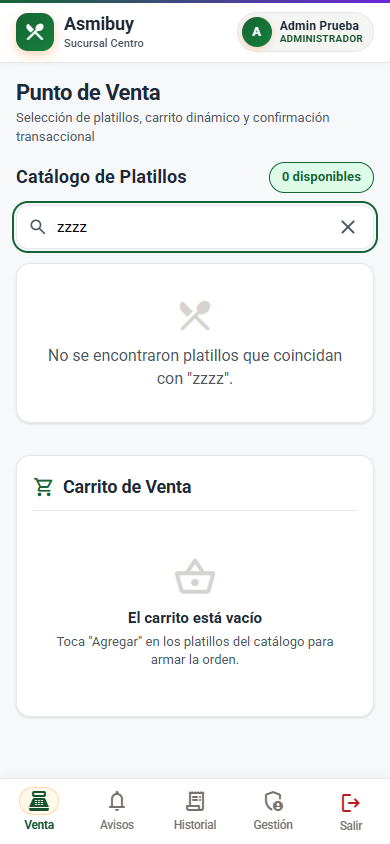 Asmibuy
Sucursal Centro
A
Admin Prueba
ADMINISTRADOR
Punto de Venta
Selección de platillos, carrito dinámico y confirmación
transaccional
Catálogo de Platillos
0 disponibles
zzzz
No se encontraron platillos que coincidan
con "zzzz".
Carrito de Venta
El carrito está vacío
Toca "Agregar" en los platillos del catálogo para
armar la orden.
Venta
Avisos
Historial
Gestión
Salir